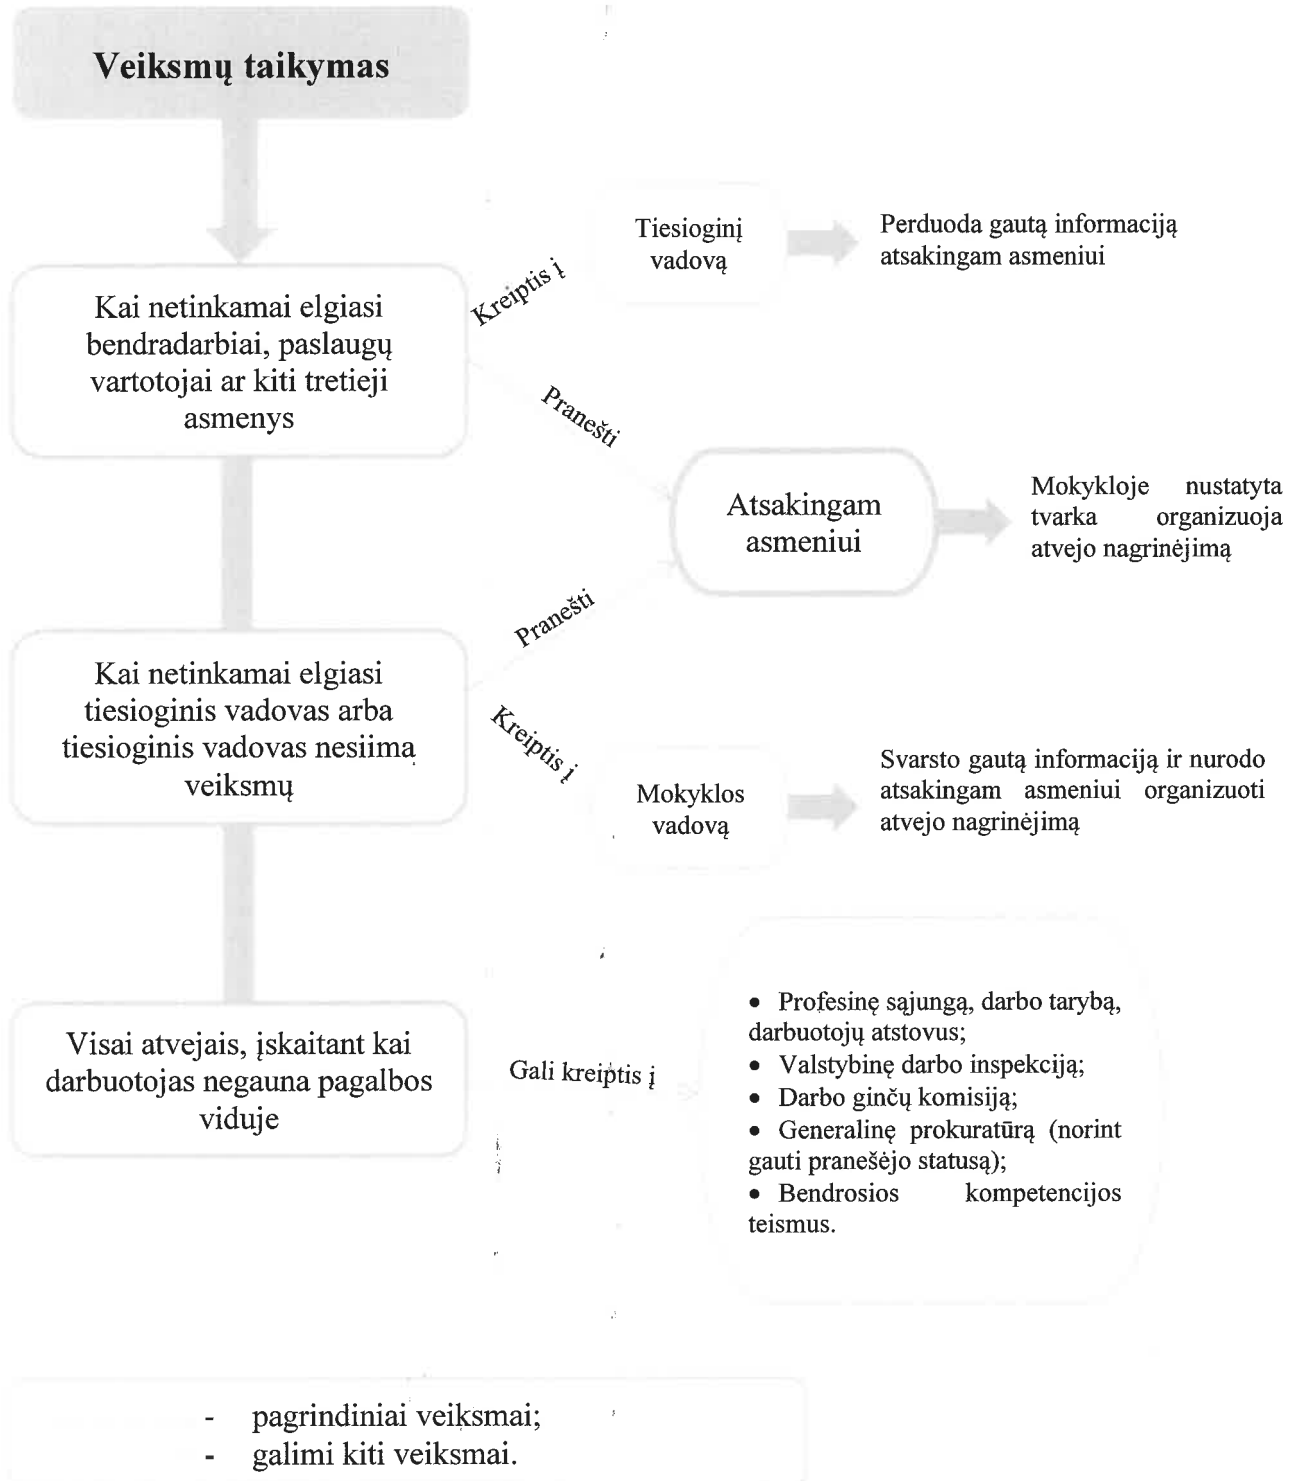 Veiksmų taikymas
Kai netinkamai elgiasi
bendradarbiai, paslaugų
vartotojai ar kiti tretieji
asmenys
Kreiptis į
Tiesioginį
vadovą
Perduoda gautą informaciją
atsakingam asmeniui
Pranešti
Atsakingam
asmeniui
Mokykloje nustatyta
tvarka organizuoja
atvejo nagrinėjimą
Pranešti
Kai netinkamai elgiasi
tiesioginis vadovas arba
tiesioginis vadovas nesiima
veiksmų
Kreiptis į
Mokyklos
vadovą
Svarsto gautą informaciją ir nurodo
atsakingam asmeniui organizuoti
atvejo nagrinėjimą
Visai atvejais, įskaitant kai
darbuotojas negauna pagalbos
viduje
Gali kreiptis į
• Profesinę sąjungą, darbo tarybą,
darbuotojų atstovus;
• Valstybinę darbo inspekciją;
• Darbo ginčų komisiją;
• Generalinę prokuratūrą (norint
gauti pranešėjo statusą);
• Bendrosios kompetencijos
teismus.
- pagrindiniai veiksmai;
- galimi kiti veiksmai.